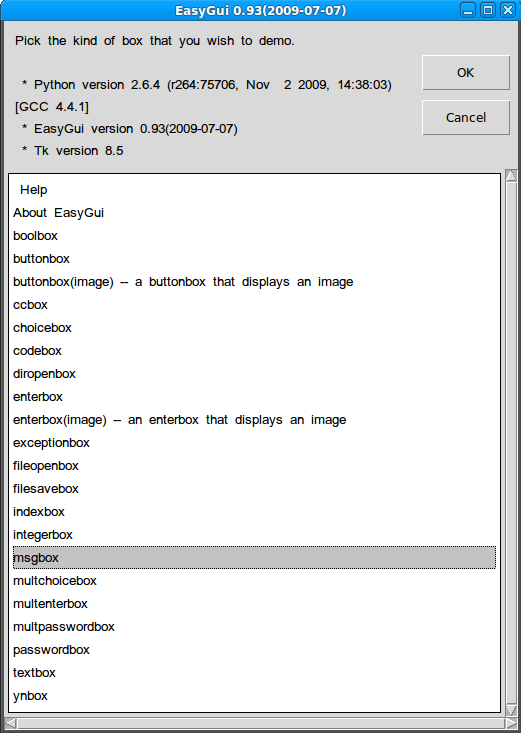 EasyGui 0.93(2009-07-07)
Pick the kind of box that you wish to demo.
* Python version 2.6.4 (r264:75706, Nov  2 2009, 14:38:03)
[GCC 4.4.1]
* EasyGui version 0.93(2009-07-07)
* Tk version 8.5
OK
Cancel
Help
About EasyGui
boolbox
buttonbox
buttonbox(image) -- a buttonbox that displays an image
ccbox
choicebox
codebox
diropenbox
enterbox
enterbox(image) -- an enterbox that displays an image
exceptionbox
fileopenbox
filesavebox
indexbox
integerbox
msgbox
multchoicebox
multenterbox
multpasswordbox
passwordbox
textbox
ynbox